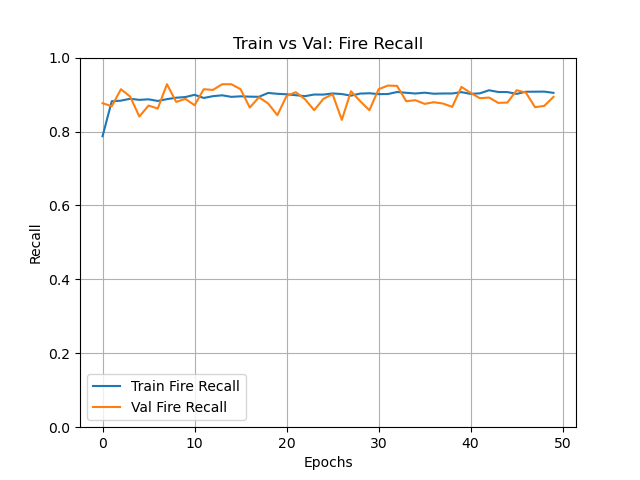 Train vs Val: Fire Recall
1.0
0.8
0.6
0.4
0.2
0.0
Recall
Train Fire Recall
Val Fire Recall
0 10 20 30 40 50
Epochs